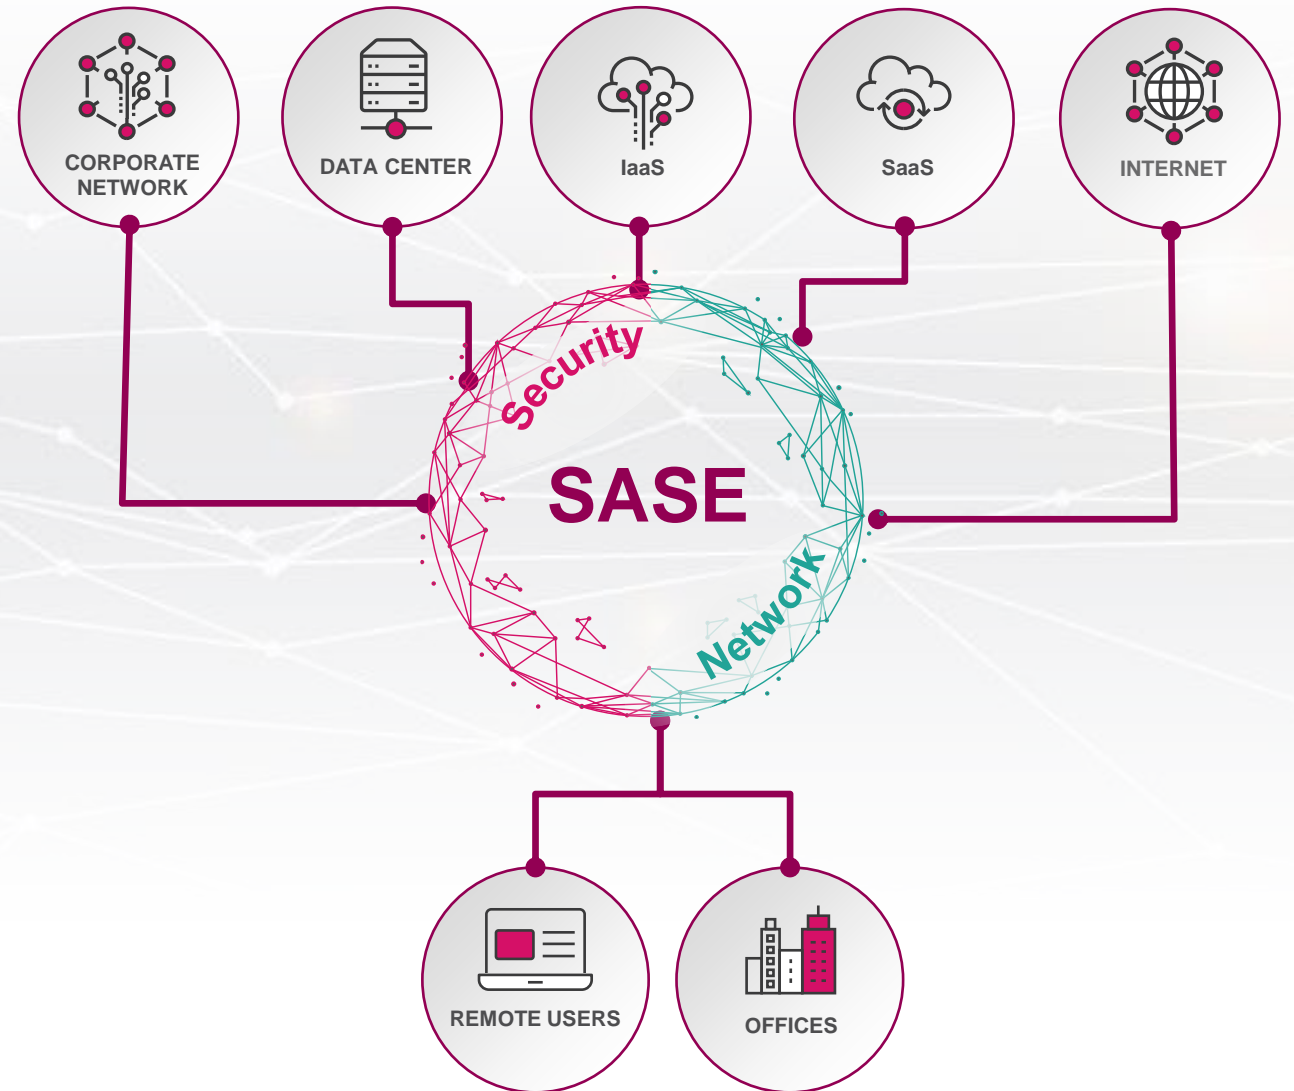 CORPORATE
NETWORK
DATA CENTER
IaaS
SaaS
INTERNET
Security
SASE
Network
REMOTE USERS
OFFICES